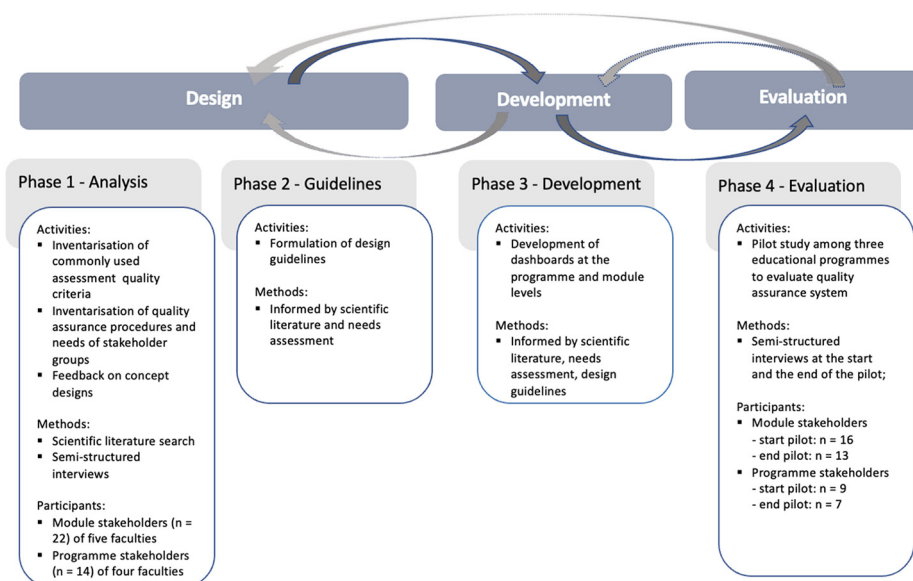 Design
Development
Evaluation
Phase 1 - Analysis
Activities:
▪ Inventarisation of
commonly used
assessment quality
criteria
▪ Inventarisation of quality
assurance procedures and
needs of stakeholder
groups
▪ Feedback on concept
designs
Methods:
▪ Scientific literature search
▪ Semi-structured
interviews
Participants:
▪ Module stakeholders (n =
22) of five faculties
▪ Programme stakeholders
(n = 14) of four faculties
Phase 2 - Guidelines
Activities:
▪ Formulation of design
guidelines
Methods:
▪ Informed by scientific
literature and needs
assessment
Phase 3 - Development
Activities:
▪ Development of
dashboards at the
programme and module
levels
Methods:
▪ Informed by scientific
literature, needs
assessment, design
guidelines
Phase 4 - Evaluation
Activities:
▪ Pilot study among three
educational programmes
to evaluate quality
assurance system
Methods:
▪ Semi-structured
interviews at the start
and the end of the pilot;
Participants:
▪ Module stakeholders
- start pilot: n = 16
- end pilot: n = 13
▪ Programme stakeholders
- start pilot: n = 9
- end pilot: n = 7